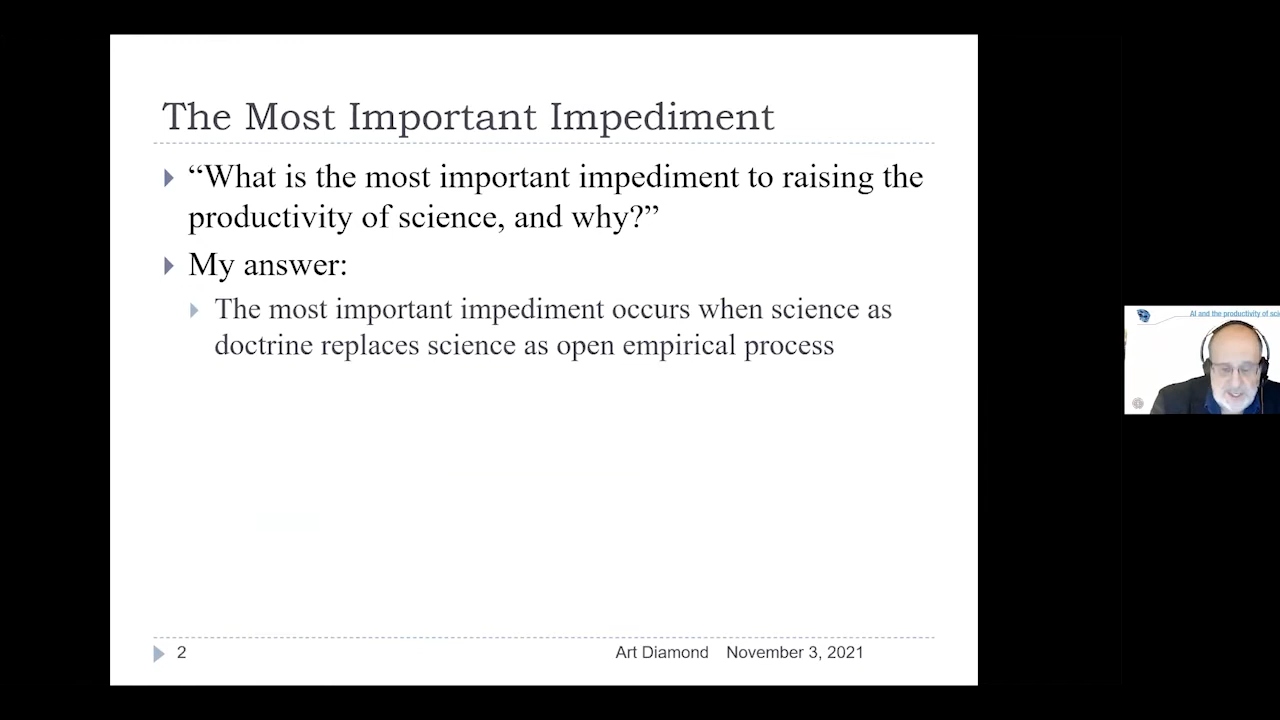 The Most Important Impediment
“What is the most important impediment to raising the
productivity of science, and why?”
My answer:
The most important impediment occurs when science as
doctrine replaces science as open empirical process
2
Art Diamond November 3, 2021
AI and the productivity of sci